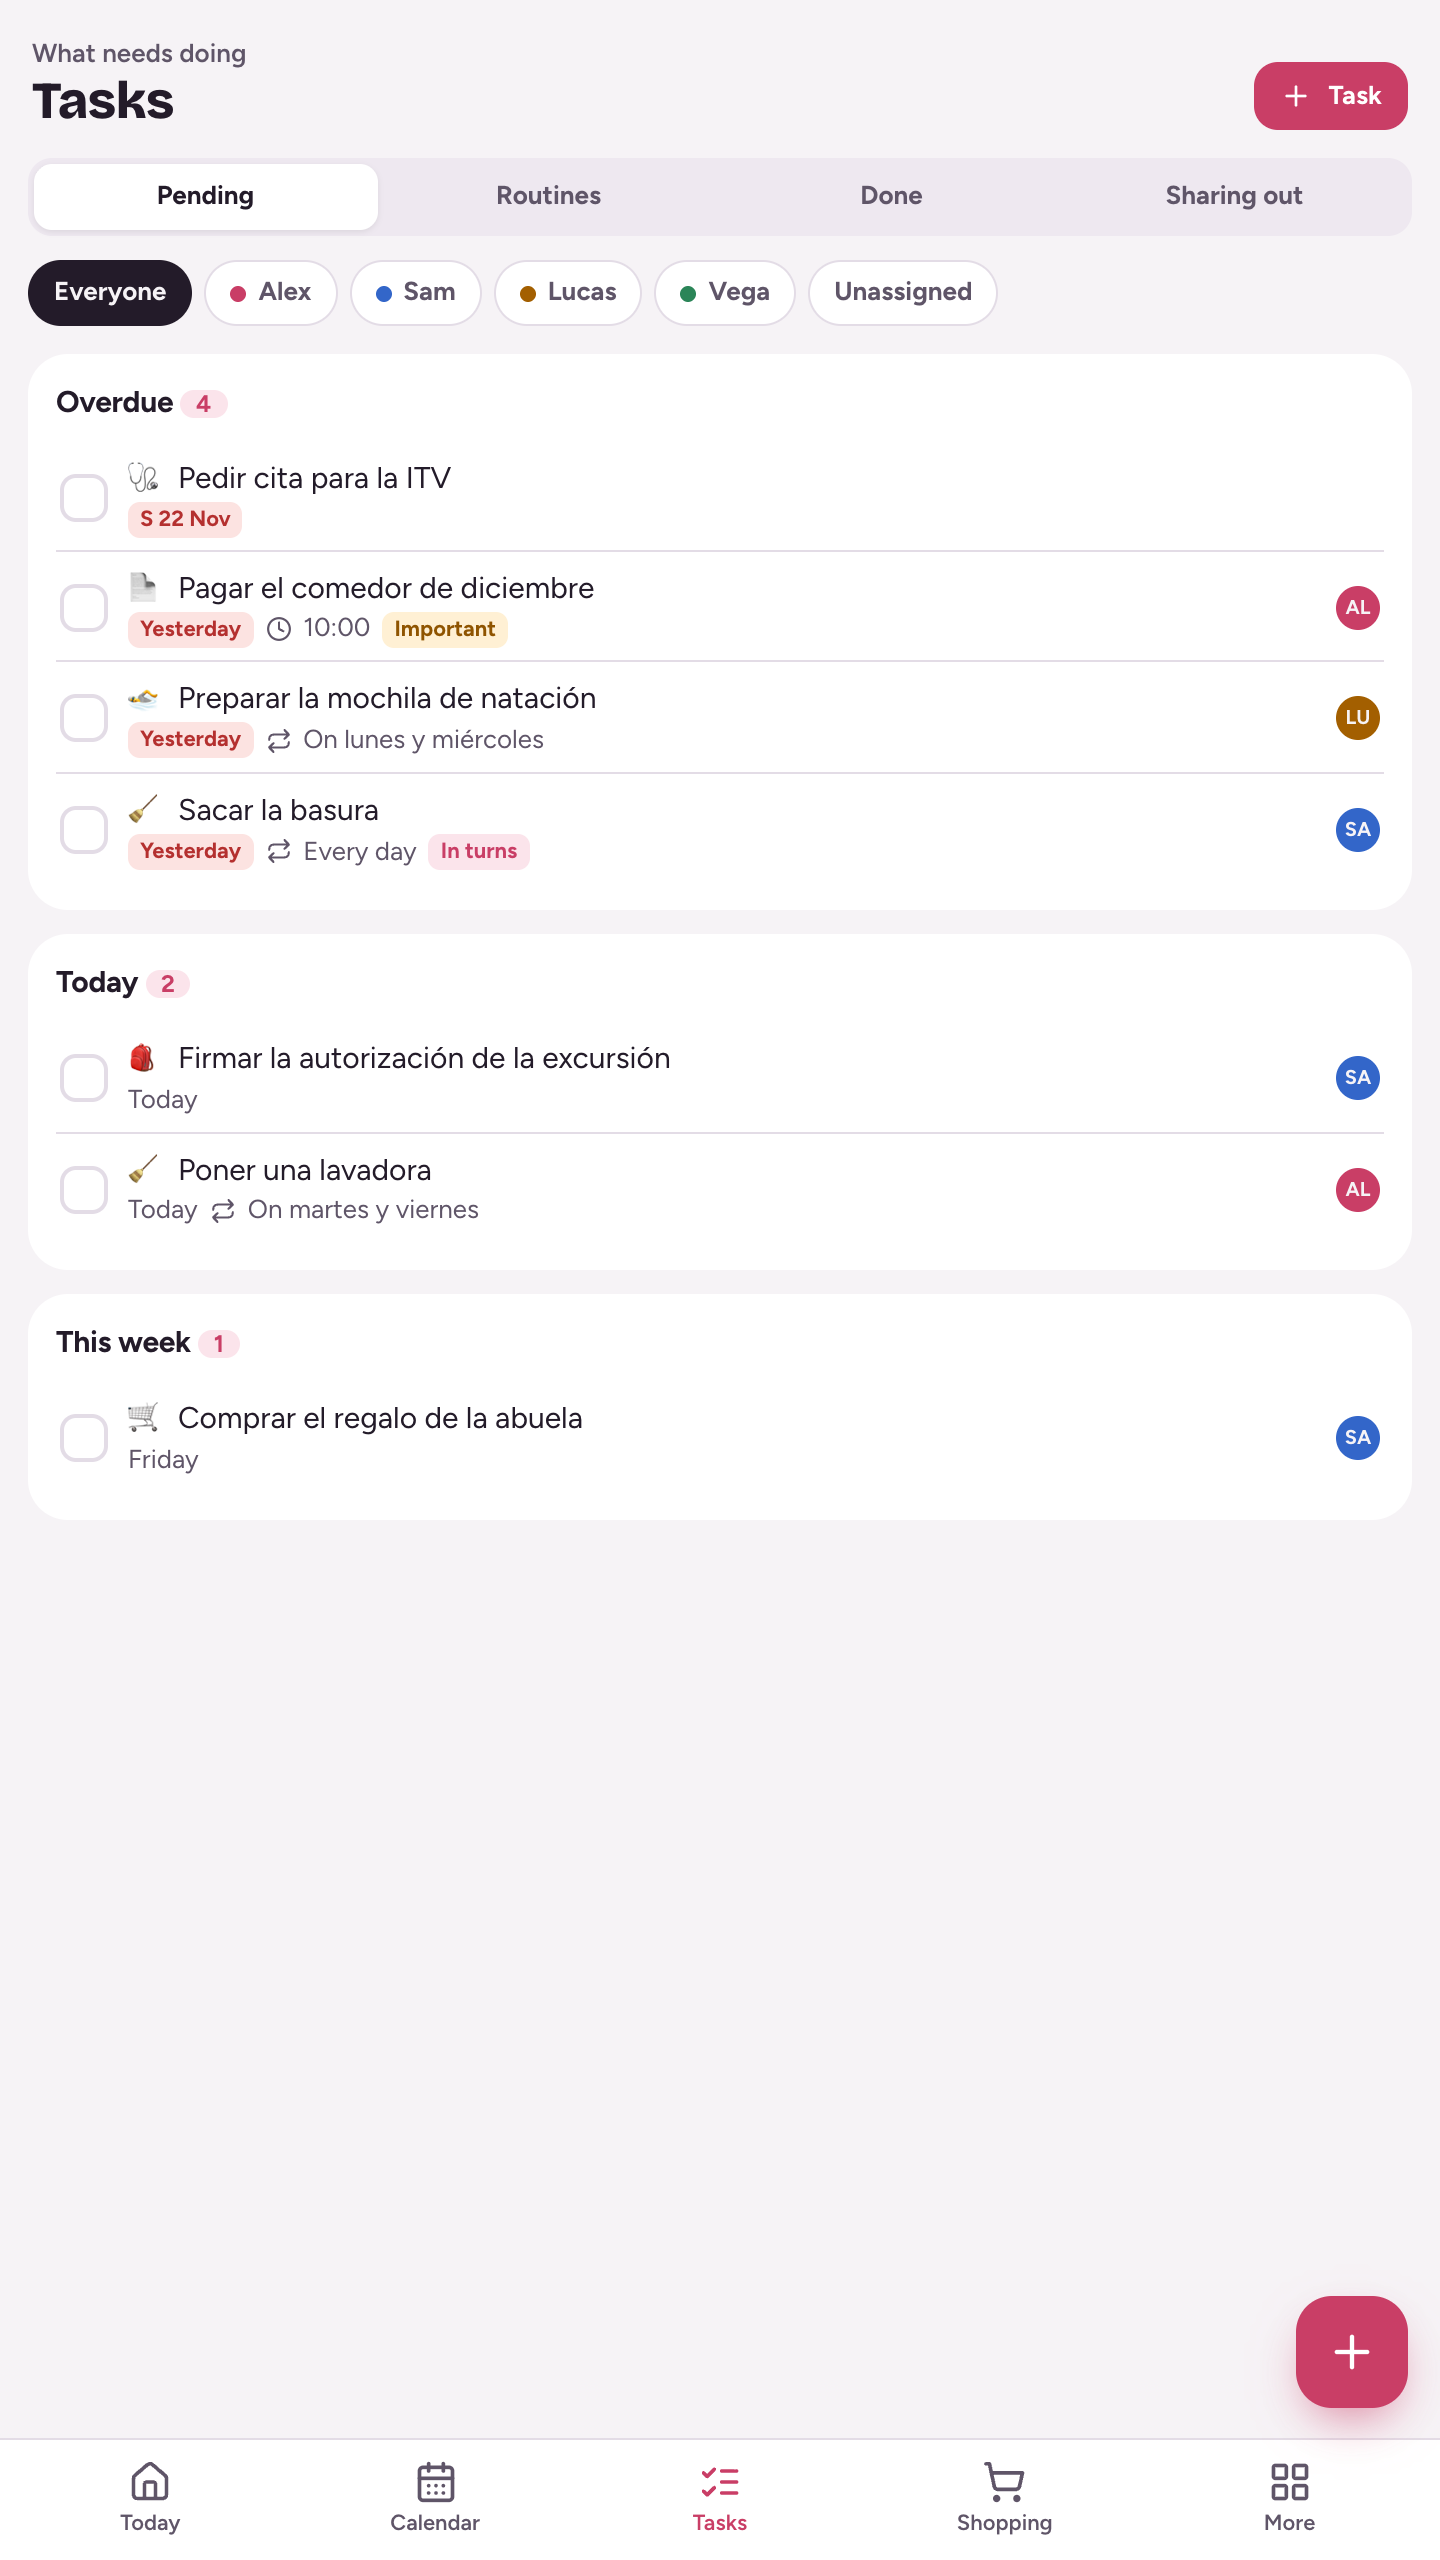 What needs doing
Tasks
Task
Pending Routines Done Sharing out
Everyone Alex Sam Lucas Vega Unassigned
Overdue 4
Pedir cita para la ITV
S 22 Nov
Pagar el comedor de diciembre
Yesterday 10:00 Important
AL
Preparar la mochila de natación
Yesterday On lunes y miércoles
LU
Sacar la basura
Yesterday Every day In turns
SA
Today 2
Firmar la autorización de la excursión
Today
SA
Poner una lavadora
Today On martes y viernes
AL
This week 1
Comprar el regalo de la abuela
Friday
SA
Today Calendar Tasks Shopping More